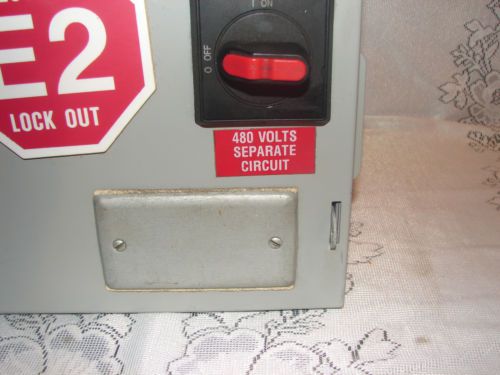 E2
LOCK OUT
I ON
O OFF
480 VOLTS
SEPARATE
CIRCUIT